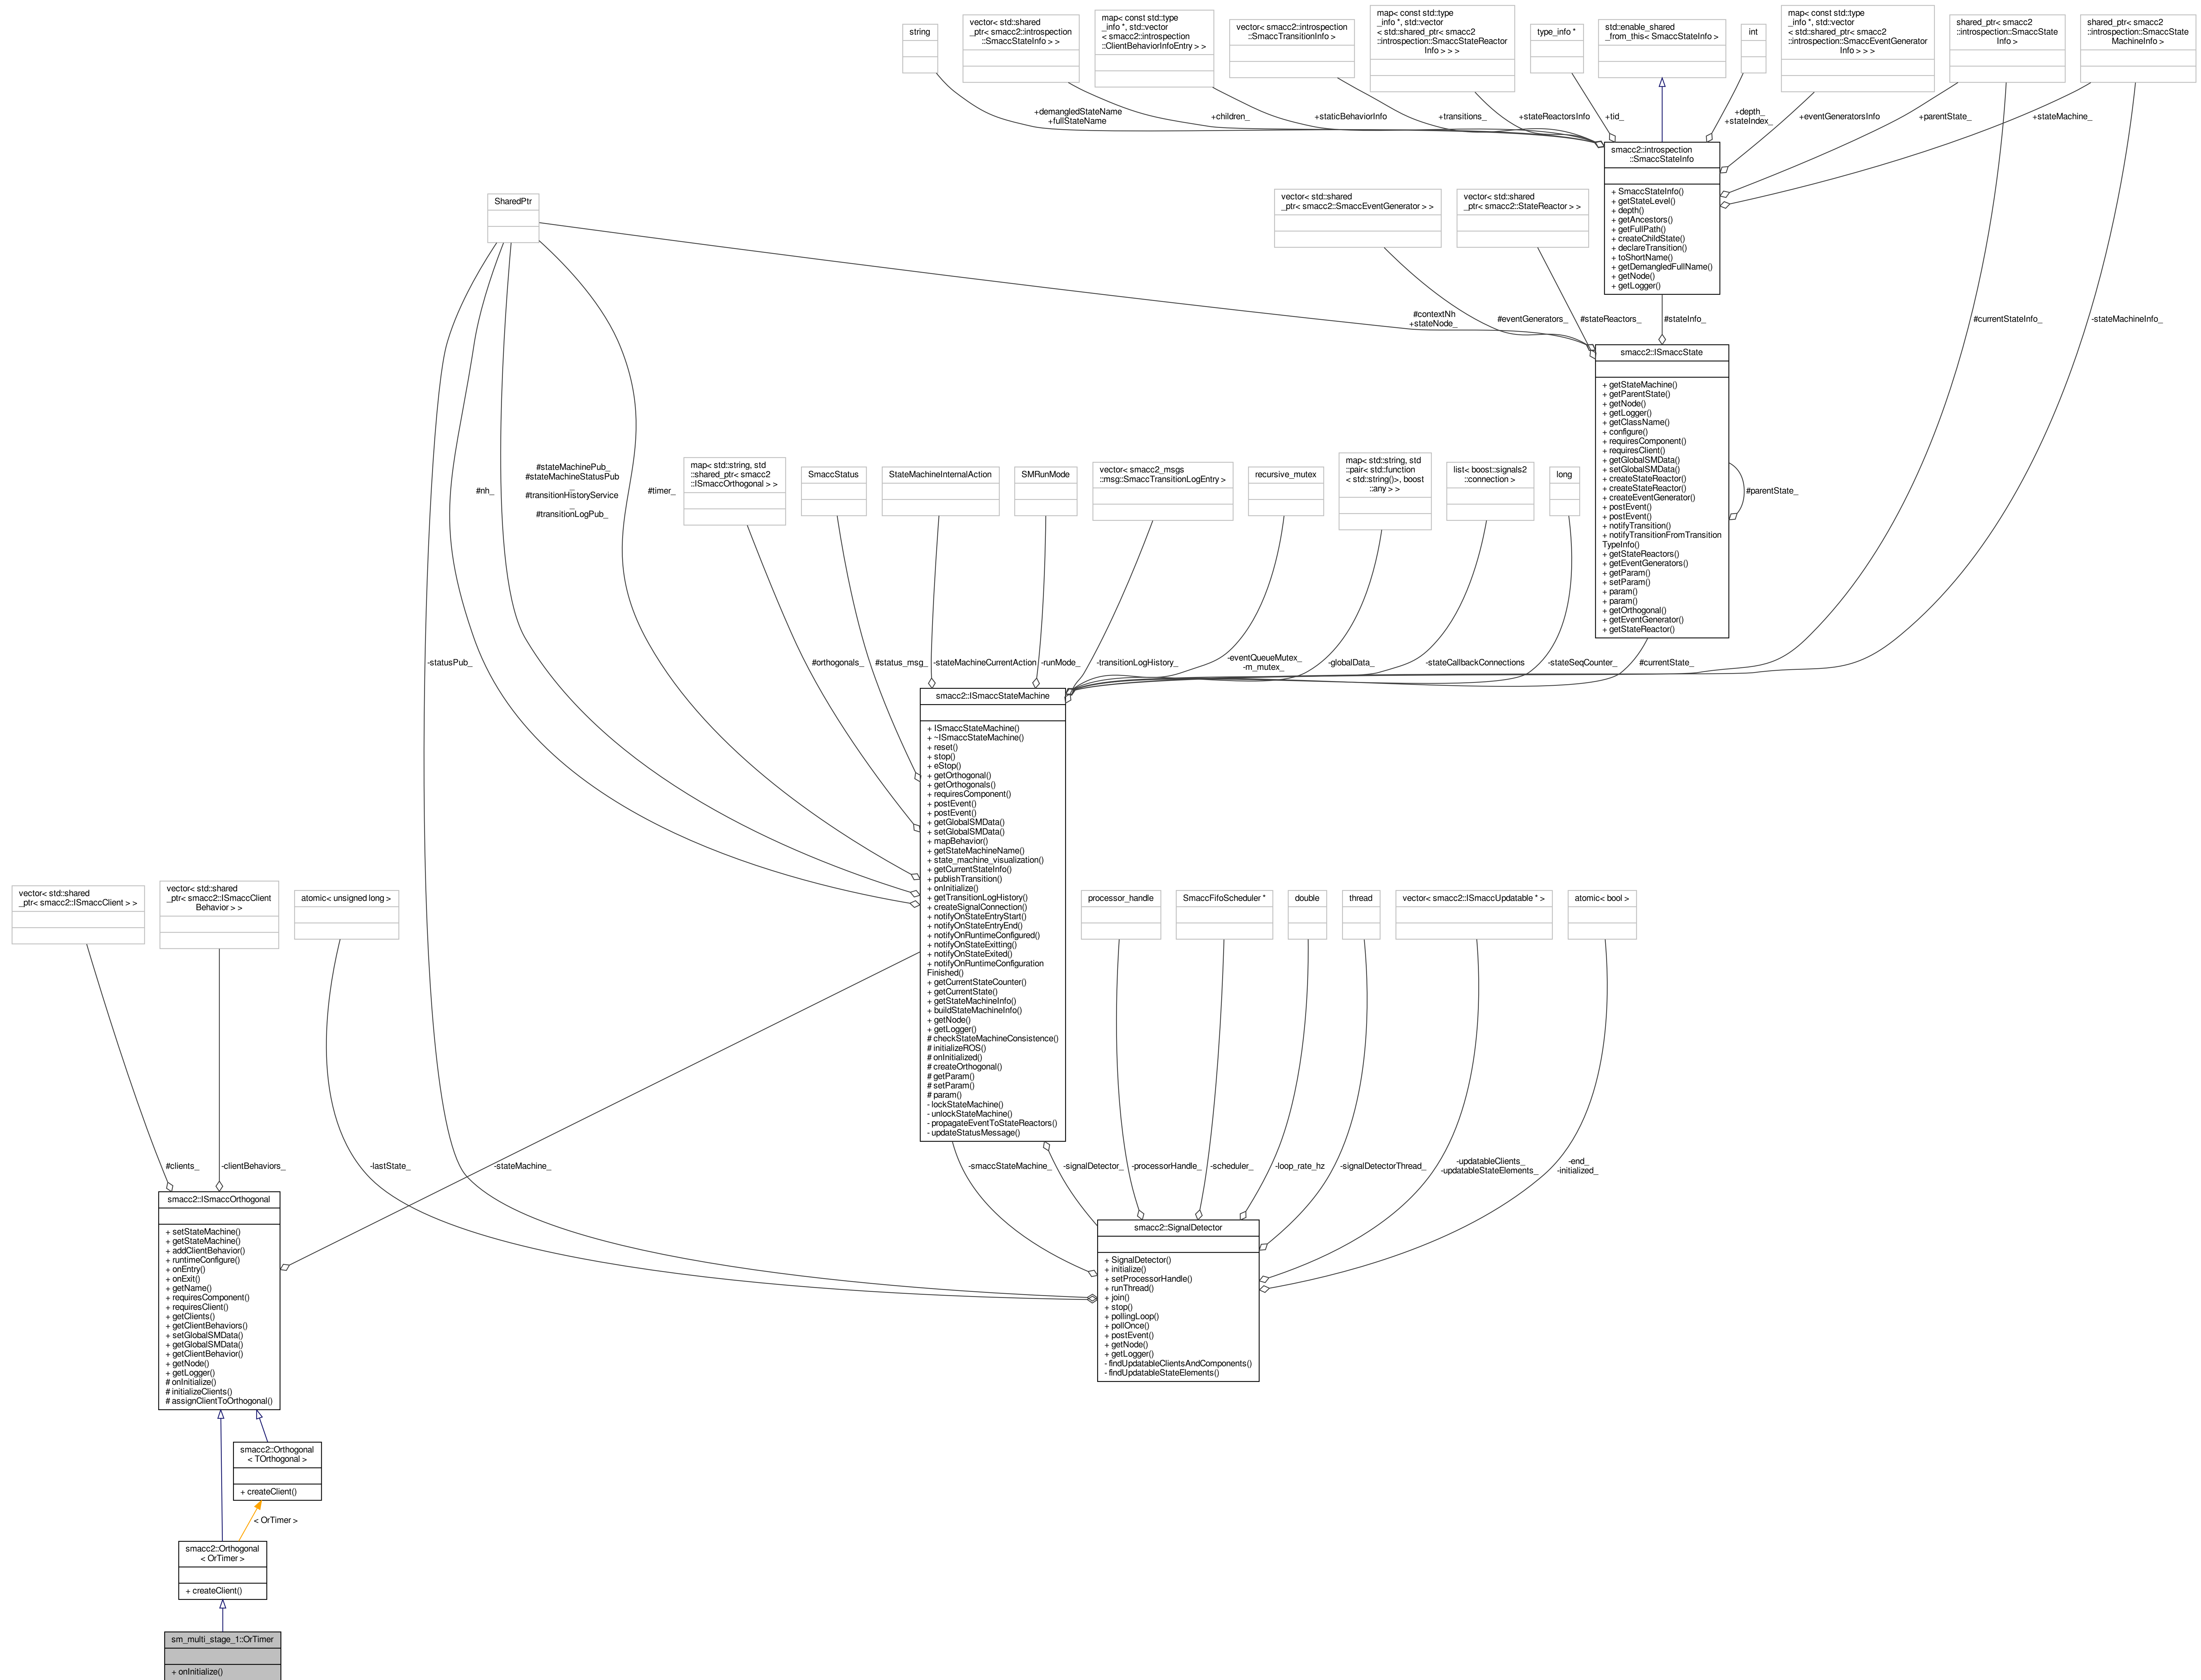 string
vector< std::shared
_ptr< smacc2::introspection
::SmaccStateInfo > >
map< const std::type
_info *, std::vector
< smacc2::introspection
::ClientBehaviorInfoEntry > >
vector< smacc2::introspection
::SmaccTransitionInfo >
map< const std::type
_info *, std::vector
< std::shared_ptr< smacc2
::introspection::SmaccStateReactor
Info > > >
type_info *
std::enable_shared
_from_this< SmaccStateInfo >
int
map< const std::type
_info *, std::vector
< std::shared_ptr< smacc2
::introspection::SmaccEventGenerator
Info > > >
shared_ptr< smacc2
::introspection::SmaccState
Info >
shared_ptr< smacc2
::introspection::SmaccState
MachineInfo >
+demangledStateName
+fullStateName
+children_
+staticBehaviorInfo
+transitions_
+stateReactorsInfo
+tid_
+depth_
+stateIndex_
+eventGeneratorsInfo
+parentState_
+stateMachine_
smacc2::introspection
::SmaccStateInfo
+ SmaccStateInfo()
+ getStateLevel()
+ depth()
+ getAncestors()
+ getFullPath()
+ createChildState()
+ declareTransition()
+ toShortName()
+ getDemangledFullName()
+ getNode()
+ getLogger()
SharedPtr
vector< std::shared
_ptr< smacc2::SmaccEventGenerator > >
vector< std::shared
_ptr< smacc2::StateReactor > >
#contextNh_
+stateNode_
#eventGenerators_
#stateReactors_
#stateInfo_
#currentStateInfo_
-stateMachineInfo_
smacc2::ISmaccState
+ getStateMachine()
+ getParentState()
+ getNode()
+ getLogger()
+ getClassName()
+ configure()
+ requiresComponent()
+ requiresClient()
+ getGlobalSMData()
+ setGlobalSMData()
+ createStateReactor()
+ createStateReactor()
+ createEventGenerator()
+ postEvent()
+ postEvent()
+ notifyTransition()
+ notifyTransitionFromTransition
TypeInfo()
+ getStateReactors()
+ getEventGenerators()
+ getParam()
+ setParam()
+ param()
+ param()
+ getOrthogonal()
+ getEventGenerator()
+ getStateReactor()
#parentState_
#nh_
#stateMachinePub_
#stateMachineStatusPub
_
#transitionHistoryService
_
#transitionLogPub_
#timer_
map< std::string, std
::shared_ptr< smacc2
::ISmaccOrthogonal > >
SmaccStatus
StateMachineInternalAction
SMRunMode
vector< smacc2_msgs
::msg::SmaccTransitionLogEntry >
recursive_mutex
map< std::string, std
::pair< std::function
< std::string()>, boost
::any > >
list< boost::signals2
::connection >
long
-statusPub_
#orthogonals_
#status_msg_
-stateMachineCurrentAction
-runMode_
-transitionLogHistory_
-eventQueueMutex_
-m_mutex_
-globalData_
-stateCallbackConnections
-stateSeqCounter_
#currentState_
smacc2::ISmaccStateMachine
+ ISmaccStateMachine()
+ ~ISmaccStateMachine()
+ reset()
+ stop()
+ eStop()
+ getOrthogonal()
+ getOrthogonals()
+ requiresComponent()
+ postEvent()
+ postEvent()
+ getGlobalSMData()
+ setGlobalSMData()
+ mapBehavior()
+ getStateMachineName()
+ state_machine_visualization()
+ getCurrentStateInfo()
+ publishTransition()
+ onInitialize()
+ getTransitionLogHistory()
+ createSignalConnection()
+ notifyOnStateEntryStart()
+ notifyOnStateEntryEnd()
+ notifyOnRuntimeConfigured()
+ notifyOnStateExitting()
+ notifyOnStateExited()
+ notifyOnRuntimeConfiguration
Finished()
+ getCurrentStateCounter()
+ getCurrentState()
+ getStateMachineInfo()
+ buildStateMachineInfo()
+ getNode()
+ getLogger()
# checkStateMachineConsistence()
# initializeROS()
# onInitialized()
# createOrthogonal()
# getParam()
# setParam()
# param()
- lockStateMachine()
- unlockStateMachine()
- propagateEventToStateReactors()
- updateStatusMessage()
vector< std::shared
_ptr< smacc2::ISmaccClient > >
vector< std::shared
_ptr< smacc2::ISmaccClient
Behavior > >
atomic< unsigned long >
processor_handle
SmaccFifoScheduler *
double
thread
vector< smacc2::ISmaccUpdatable * >
atomic< bool >
#clients_
-clientBehaviors_
-lastState_
-stateMachine_
-smaccStateMachine_
-signalDetector_
-processorHandle_
-scheduler_
-loop_rate_hz
-signalDetectorThread_
-updatableClients_
-updatableStateElements_
-end_
-initialized_
smacc2::ISmaccOrthogonal
+ setStateMachine()
+ getStateMachine()
+ addClientBehavior()
+ runtimeConfigure()
+ onEntry()
+ onExit()
+ getName()
+ requiresComponent()
+ requiresClient()
+ getClients()
+ getClientBehaviors()
+ setGlobalSMData()
+ getGlobalSMData()
+ getClientBehavior()
+ getNode()
+ getLogger()
# onInitialize()
# initializeClients()
# assignClientToOrthogonal()
smacc2::SignalDetector
+ SignalDetector()
+ initialize()
+ setProcessorHandle()
+ runThread()
+ join()
+ stop()
+ pollingLoop()
+ pollOnce()
+ postEvent()
+ getNode()
+ getLogger()
- findUpdatableClientsAndComponents()
- findUpdatableStateElements()
smacc2::Orthogonal
< TOrthogonal >
+ createClient()
< OrTimer >
smacc2::Orthogonal
< OrTimer >
+ createClient()
sm_multi_stage_1::OrTimer
+ onInitialize()